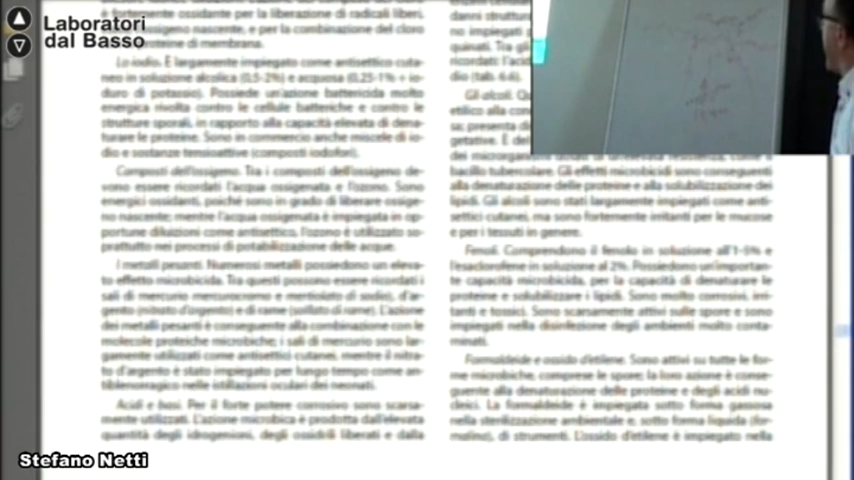 Laboratori
dal Basso
è fortemente ossidante per la liberazione di radicali liberi,
ossigeno nascente, e per la combinazione del cloro
proteine di membrana.
Lo iodio. È largamente impiegato come antisettico cuta-
neo in soluzione alcolica (0,5-2%) e acquosa (0,25-1% + io-
duro di potassio). Possiede un'azione battericida molto
energica rivolta contro le cellule batteriche e contro le
strutture sporali, in rapporto alla capacità elevata di dena-
turare le proteine. Sono in commercio anche miscele di io-
dio e sostanze tensioattive (composti iodofori).
Composti dell'ossigeno. Tra i composti dell'ossigeno de-
vono essere ricordati l'acqua ossigenata e l'ozono. Sono
energici ossidanti, poiché sono in grado di liberare ossige-
no nascente; mentre l'acqua ossigenata è impiegata in op-
portune diluizioni come antisettico, l'ozono è utilizzato so-
prattutto nei processi di potabilizzazione delle acque.
I metalli pesanti. Numerosi metalli possiedono un eleva-
to effetto microbicida. Tra questi possono essere ricordati i
sali di mercurio mercurocromo e mertiolato di sodio), d'ar-
gento (nitrato d'argento) e di rame (solfato di rame). L'azione
dei metalli pesanti è conseguente alla combinazione con le
molecole proteiche microbiche; i sali di mercurio sono lar-
gamente utilizzati come antisettici cutanei, mentre il nitra-
to d'argento è stato impiegato per lungo tempo come an-
tiblenorragico nelle istillazioni oculari dei neonati.
Acidi e basi. Per il forte potere corrosivo sono scarsa-
mente utilizzati. L'azione microbica è prodotta dall'elevata
quantità degli idrogenioni, degli ossidrili liberati e dalla
danni struttur
no impiegati
quinati. Tra gli
ricordati: l'acid
dio (tab. 6.6).
Gli alcoli. Qu
etilico alla con
sa, presenta di
getative. È de
bacillo tubercolare. Gli effetti microbicidi sono conseguenti
alla denaturazione delle proteine e alla solubilizzazione dei
lipidi. Gli alcoli sono stati largamente impiegati come anti-
settici cutanei, ma sono fortemente irritanti per le mucose
e per i tessuti in genere.
Fenoli. Comprendono il fenolo in soluzione all'1-5% e
l'esaclorofene in soluzione al 2%. Possiedono un'importan-
te capacità microbicida, per la capacità di denaturare le
proteine e solubilizzare i lipidi. Sono molto corrosivi, irri-
tanti e tossici. Sono scarsamente attivi sulle spore e sono
impiegati nella disinfezione degli ambienti molto conta-
minati.
Formaldeide e ossido d'etilene. Sono attivi su tutte le for-
me microbiche, comprese le spore; la loro azione è conse-
guente alla denaturazione delle proteine e degli acidi nu-
cleici. La formaldeide è impiegata sotto forma gassosa
nella sterilizzazione ambientale e, sotto forma liquida (for-
malina), di strumenti. L'ossido d'etilene è impiegato nella
Stefano Netti